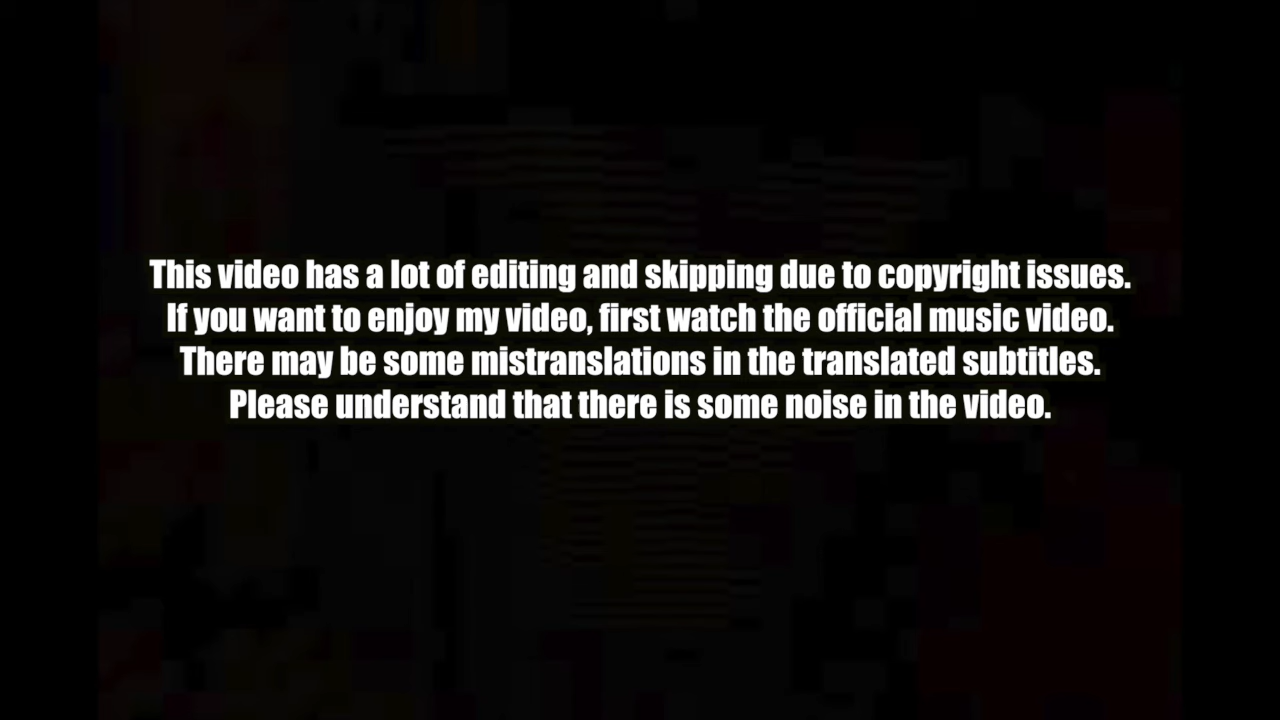 This video has a lot of editing and skipping due to copyright issues.
If you want to enjoy my video, first watch the official music video.
There may be some mistranslations in the translated subtitles.
Please understand that there is some noise in the video.